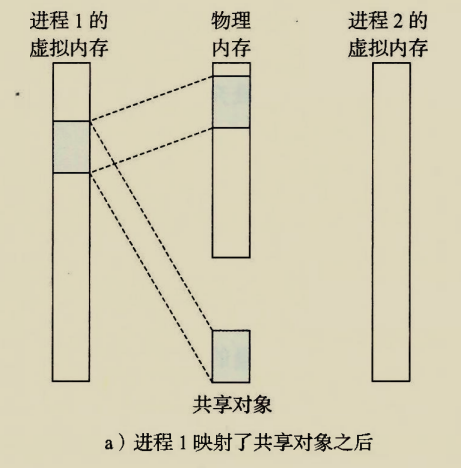 进程 1 的
虚拟内存
物理
内存
进程 2 的
虚拟内存
共享对象
a）进程 1 映射了共享对象之后